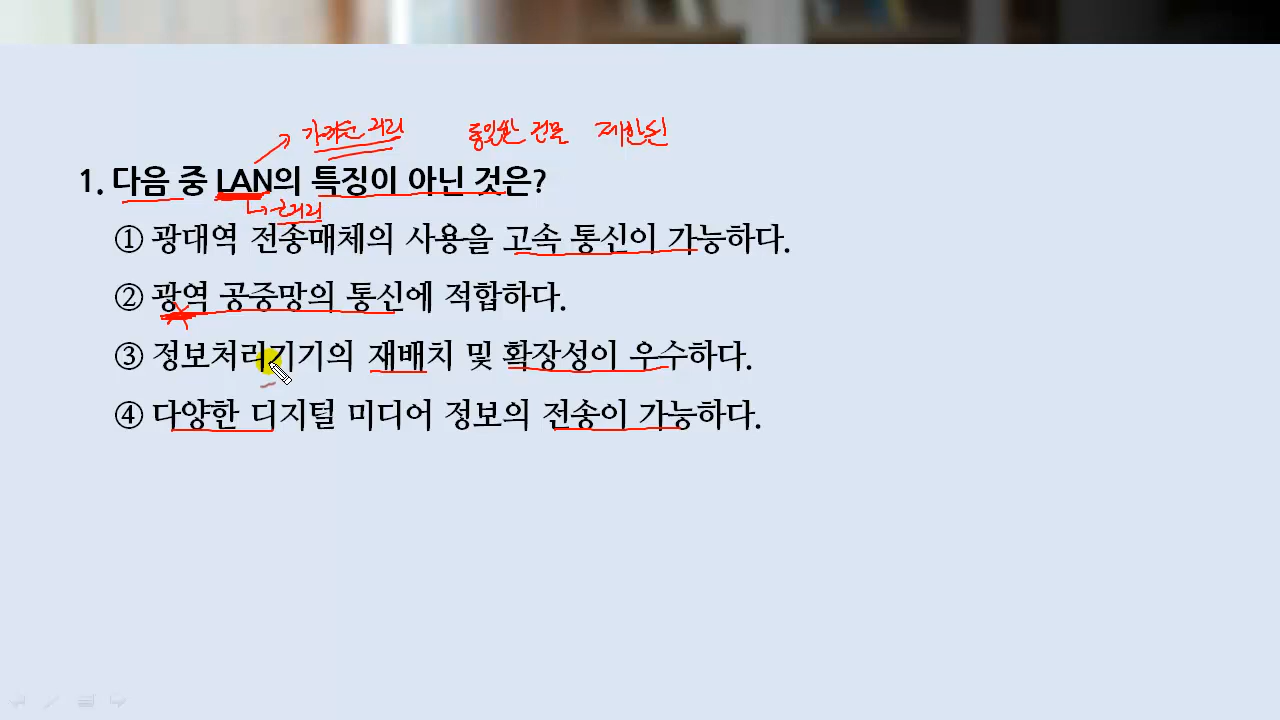 가까운 거리 동일한 건물 제한된
1. 다음 중 LAN의 특징이 아닌 것은?
근거리
① 광대역 전송매체의 사용을 고속 통신이 가능하다.
② 광역 공중망의 통신에 적합하다.
③ 정보처리기기의 재배치 및 확장성이 우수하다.
④ 다양한 디지털 미디어 정보의 전송이 가능하다.